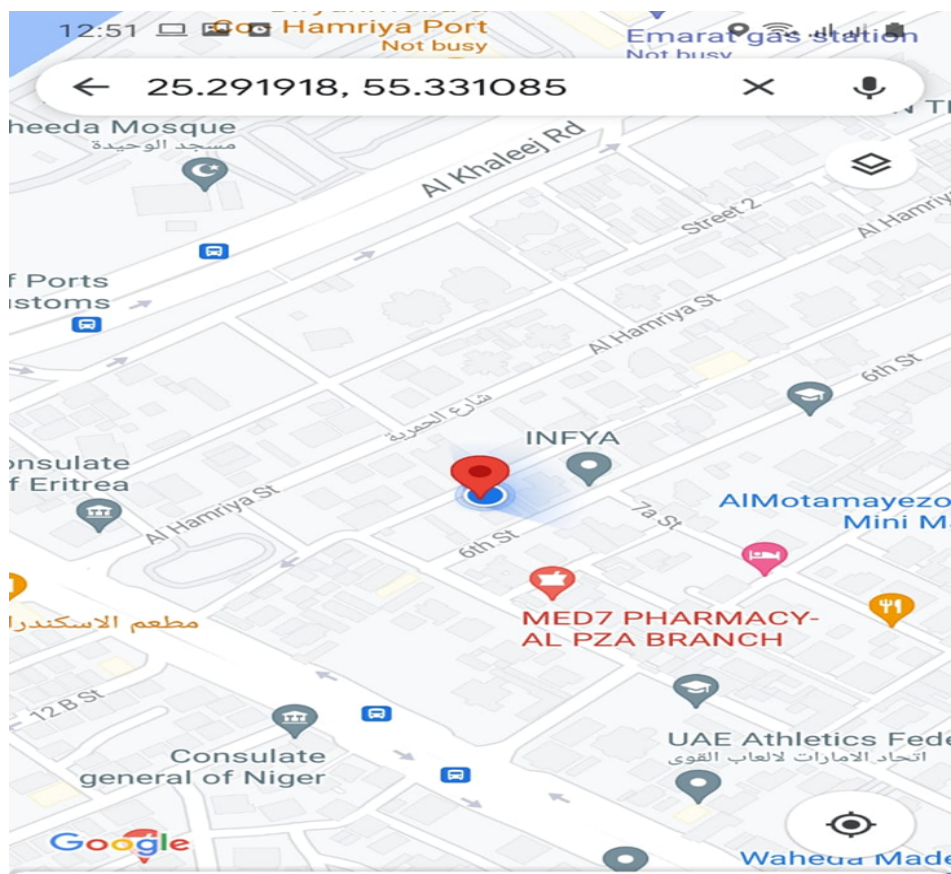 Hamriya Port
12:51
Not busy
Emarat gas station
Not busy
25.291918, 55.331085
heeda Mosque
مسجد الوحيدة
Al Khaleej Rd
Street 2
Al Hamriy
f Ports
stoms
Al Hamriya St
6th St
شارع الحمرية
INFYA
onsulate
f Eritrea
Al Hamriya St
7a St
AlMotamayezo
Mini Ma
6th St
مطعم الاسكندرا
MED7 PHARMACY-
AL PZA BRANCH
12 B St
Consulate
general of Niger
UAE Athletics Fede
اتحاد الامارات لالعاب القوى
Google
Waheda Made